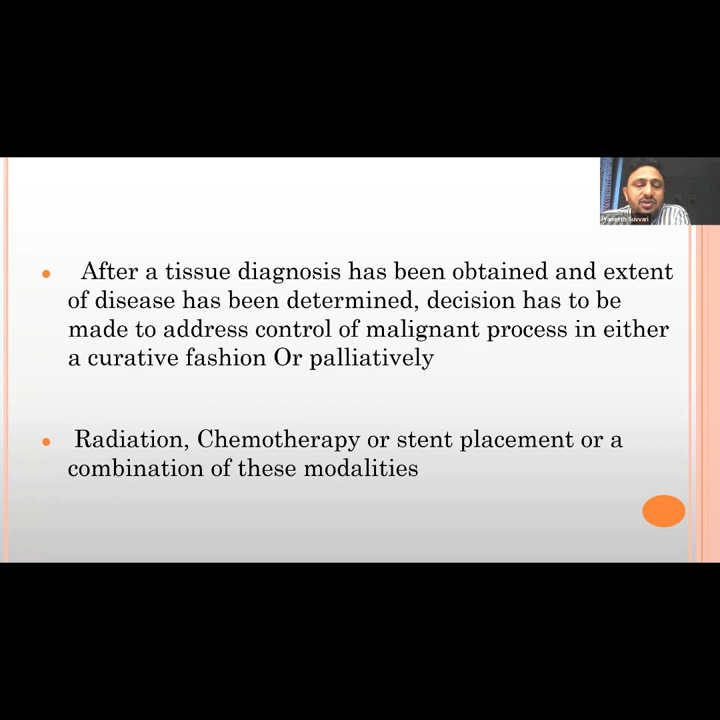 Praneeth Suvvari
After a tissue diagnosis has been obtained and extent
of disease has been determined, decision has to be
made to address control of malignant process in either
a curative fashion Or palliatively
Radiation, Chemotherapy or stent placement or a
combination of these modalities